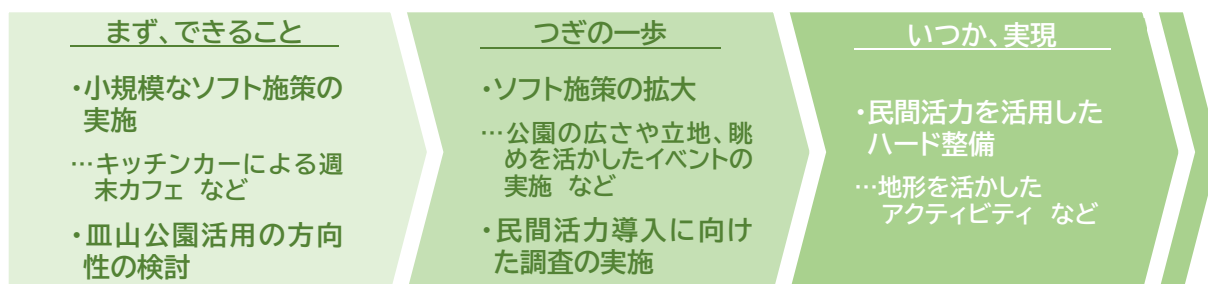 まず、できること
・小規模なソフト施策の
実施
…キッチンカーによる週
末カフェ など
・皿山公園活用の方向
性の検討
つぎの一歩
・ソフト施策の拡大
…公園の広さや立地、眺
めを活かしたイベントの
実施 など
・民間活力導入に向け
た調査の実施
いつか、実現
・民間活力を活用した
ハード整備
…地形を活かした
アクティビティ など